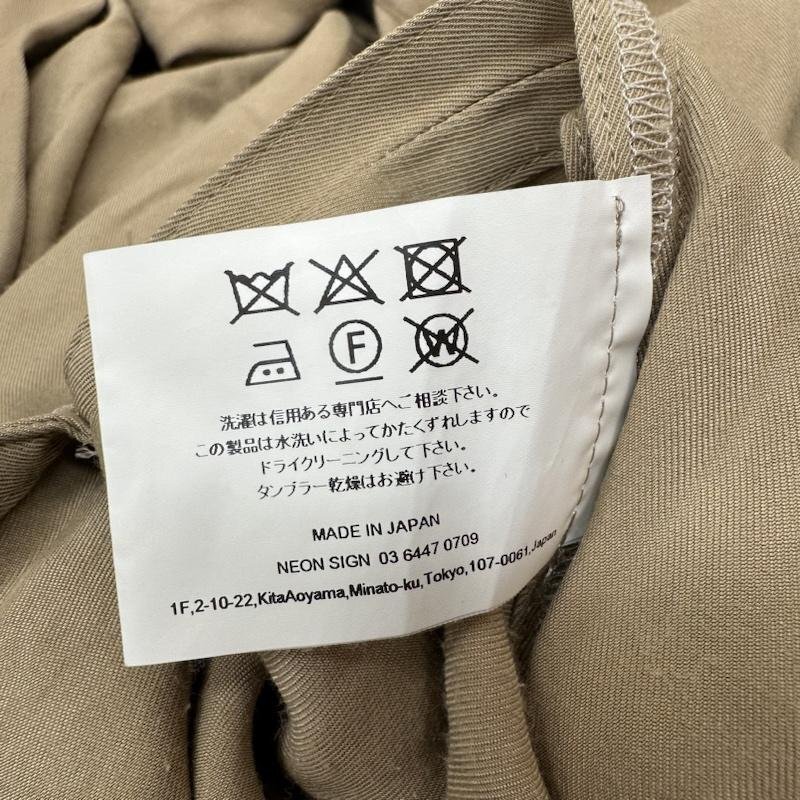 F W
洗濯は信用ある専門店へご相談下さい。
この製品は水洗いによってかたくずれしますので
ドライクリーニングして下さい。
タンブラー乾燥はお避け下さい。
MADE IN JAPAN
NEON SIGN 03 6447 0709
1F,2-10-22,KitaAoyama,Minato-ku,Tokyo,107-0061,Japan